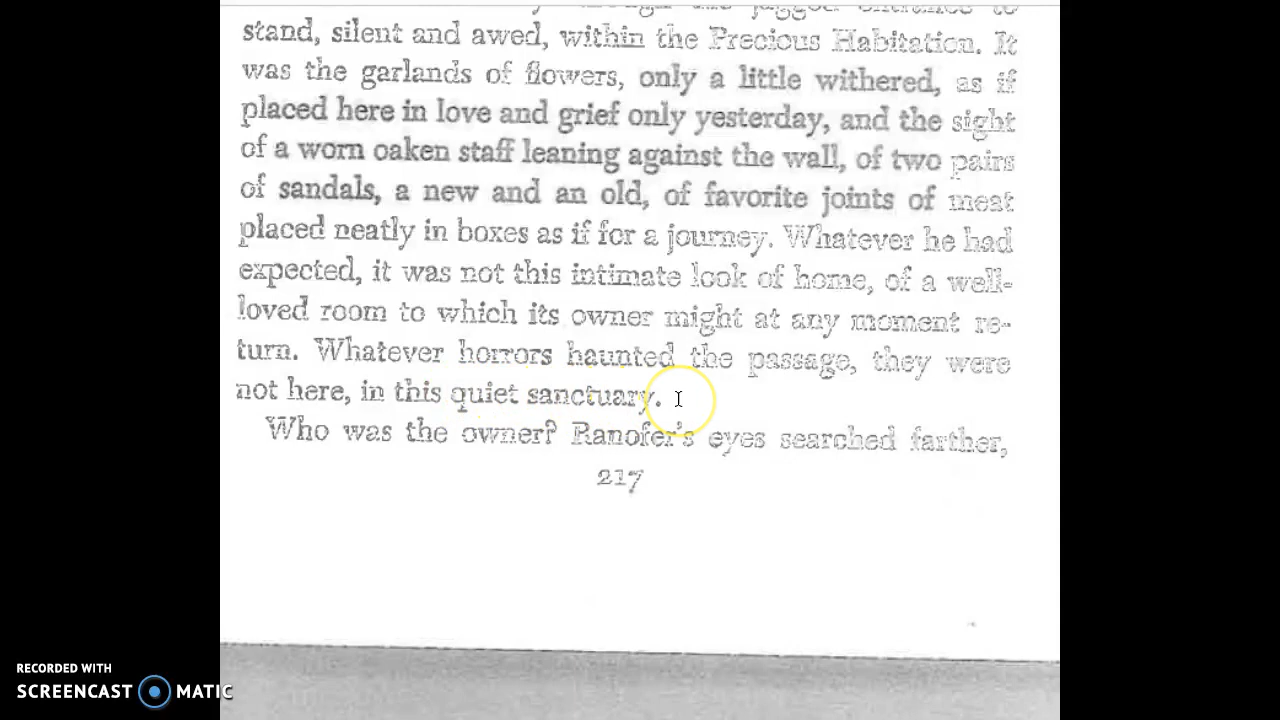 stand, silent and awed, within the Precious Habitation. It
was the garlands of flowers, only a little withered, as if
placed here in love and grief only yesterday, and the sight
of a worn oaken staff leaning against the wall, of two pairs
of sandals, a new and an old, of favorite joints of meat
placed neatly in boxes as if for a journey. Whatever he had
expected, it was not this intimate look of home, of a well-
loved room to which its owner might at any moment re-
turn. Whatever horrors haunted the passage, they were
not here, in this quiet sanctuary.
Who was the owner? Ranofer's eyes searched farther,
217
RECORDED WITH
SCREENCAST MATIC